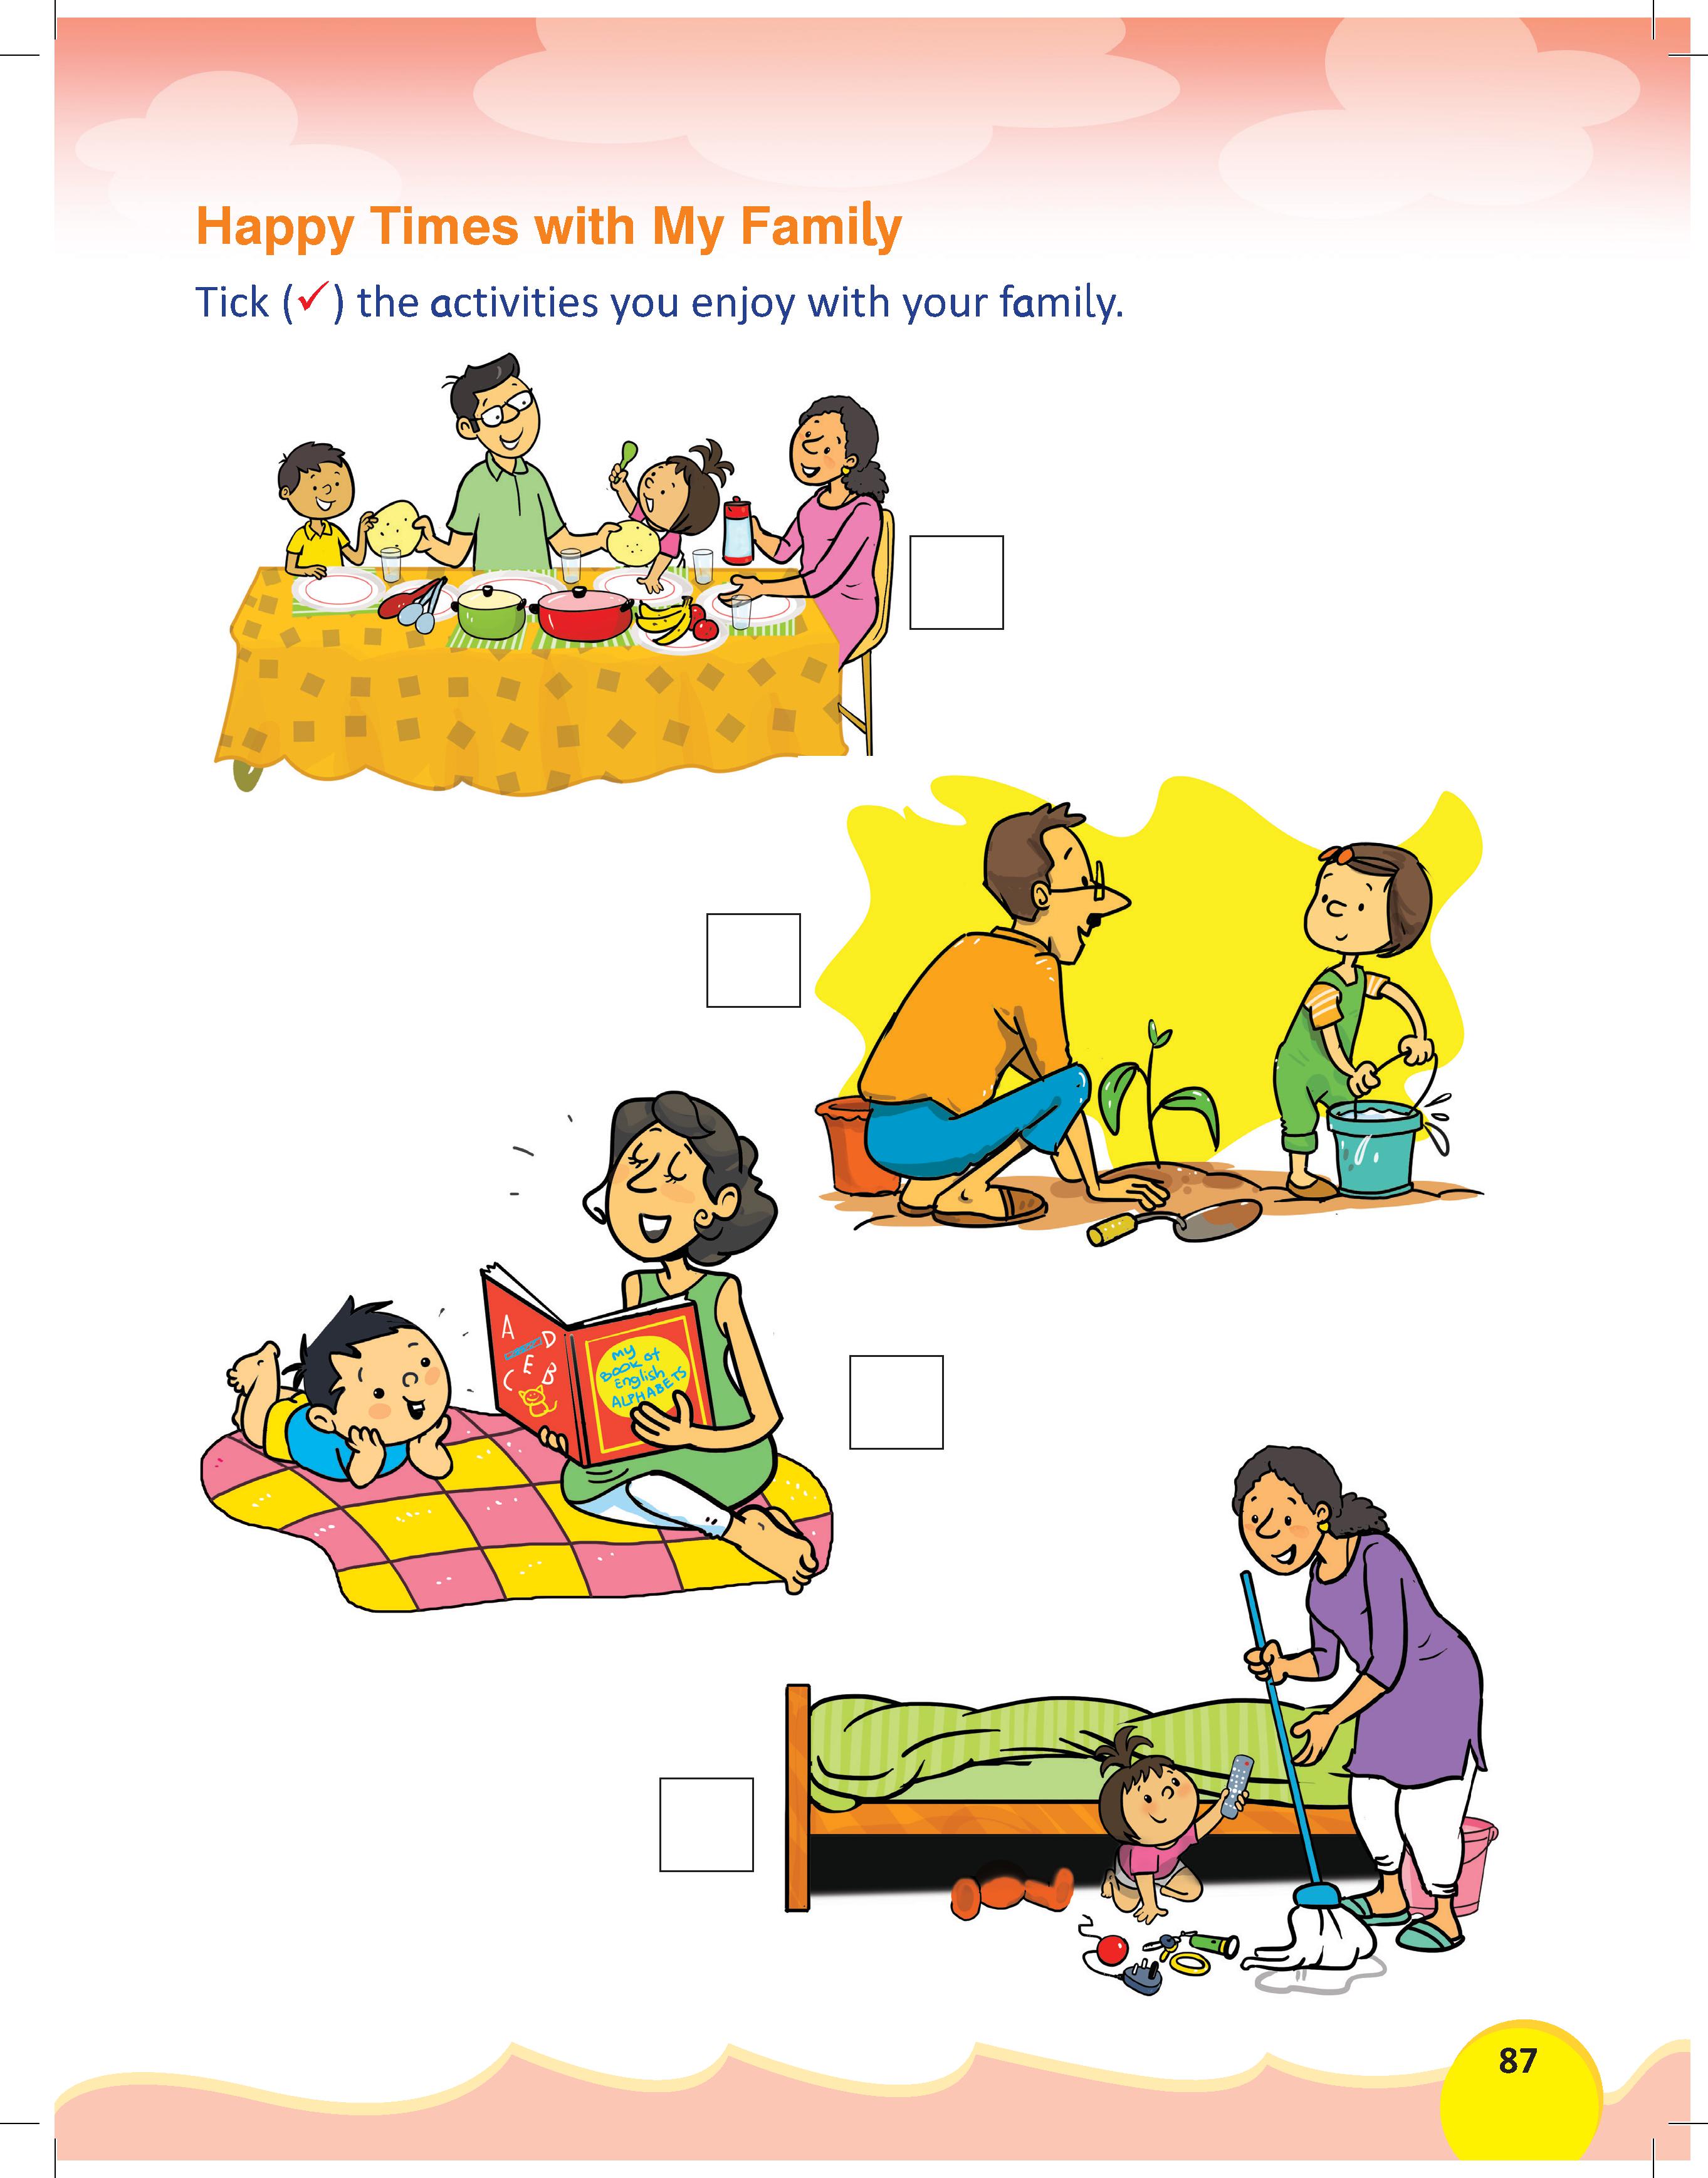 Happy Times with My Family
Tick (✓) the activities you enjoy with your family.
A D
C E B
My
Book of
English
ALPHABETS
87